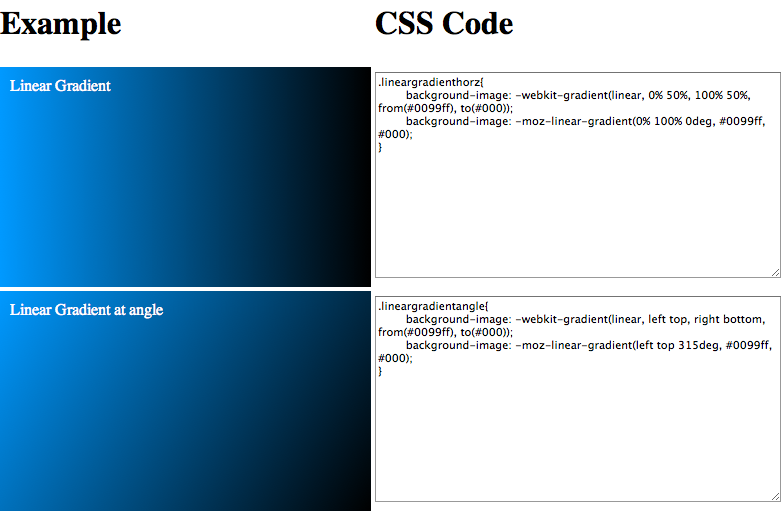 Example
CSS Code
Linear Gradient
.lineargradienthorz{
background-image: -webkit-gradient(linear, 0% 50%, 100% 50%,
from(#0099ff), to(#000));
background-image: -moz-linear-gradient(0% 100% 0deg, #0099ff,
#000);
}
Linear Gradient at angle
.lineargradientangle{
background-image: -webkit-gradient(linear, left top, right bottom,
from(#0099ff), to(#000));
background-image: -moz-linear-gradient(left top 315deg, #0099ff,
#000);
}